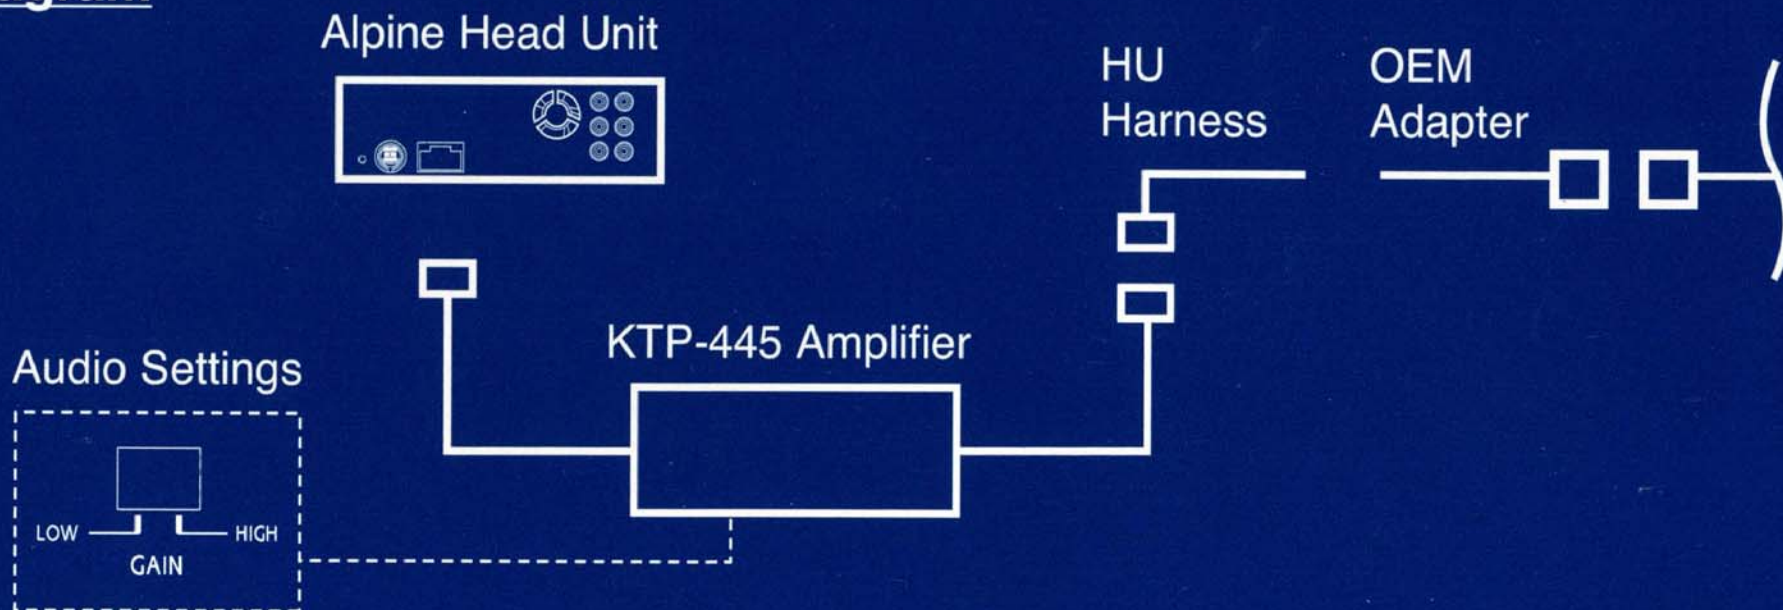 Alpine Head Unit
HU
Harness
OEM
Adapter
KTP-445 Amplifier
Audio Settings
LOW
HIGH
GAIN